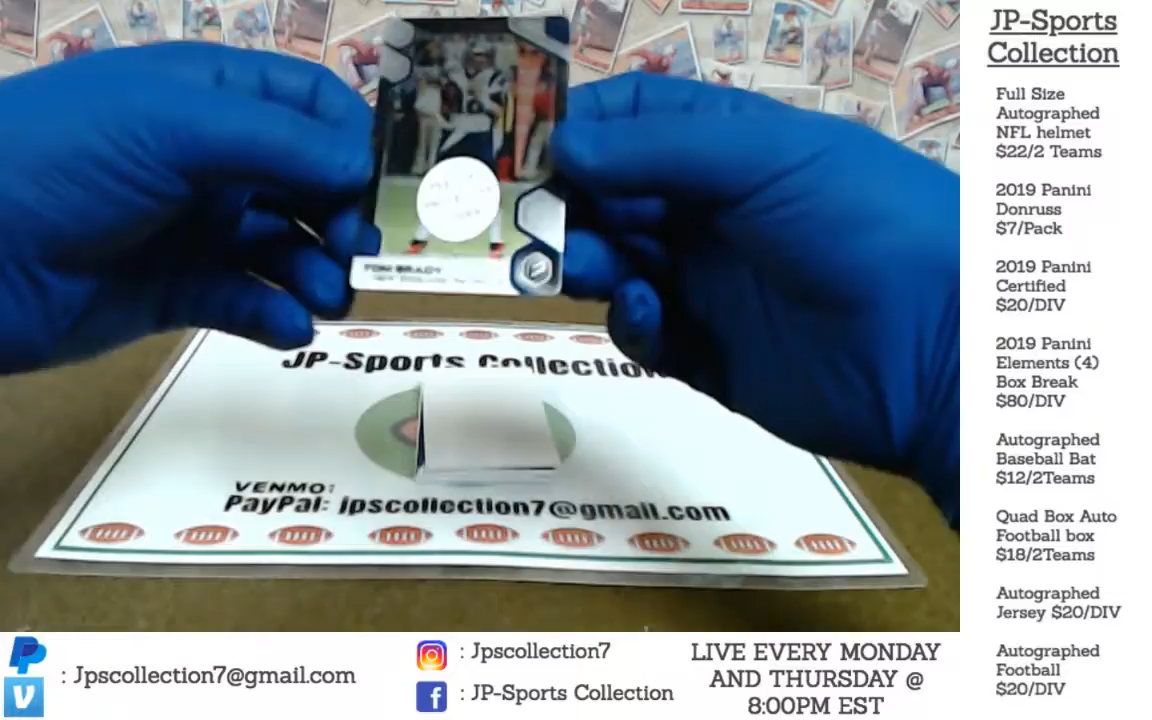 JP-Sports
Collection
Full Size
Autographed
NFL helmet
$22/2 Teams
2019 Panini
Donruss
$7/Pack
2019 Panini
Certified
$20/DIV
2019 Panini
Elements (4)
Box Break
$80/DIV
Autographed
Baseball Bat
$12/2Teams
Quad Box Auto
Football box
$18/2Teams
Autographed
Jersey $20/DIV
Autographed
Football
$20/DIV
TOM BRADY
JP-Sports Collection
VENMO:
PayPal: jpscollection7@gmail.com
: Jpscollection7@gmail.com
: Jpscollection7
: JP-Sports Collection
LIVE EVERY MONDAY
AND THURSDAY @
8:00PM EST